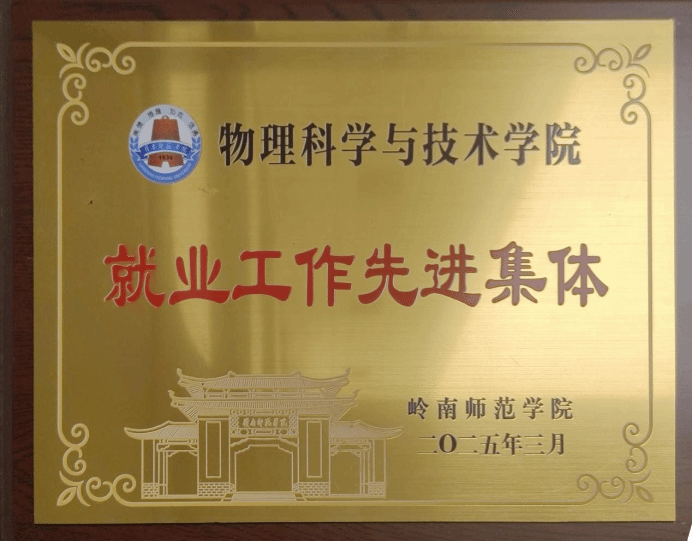 物理科学与技术学院
就业工作先进集体
岭南师范学院
二〇二五年三月